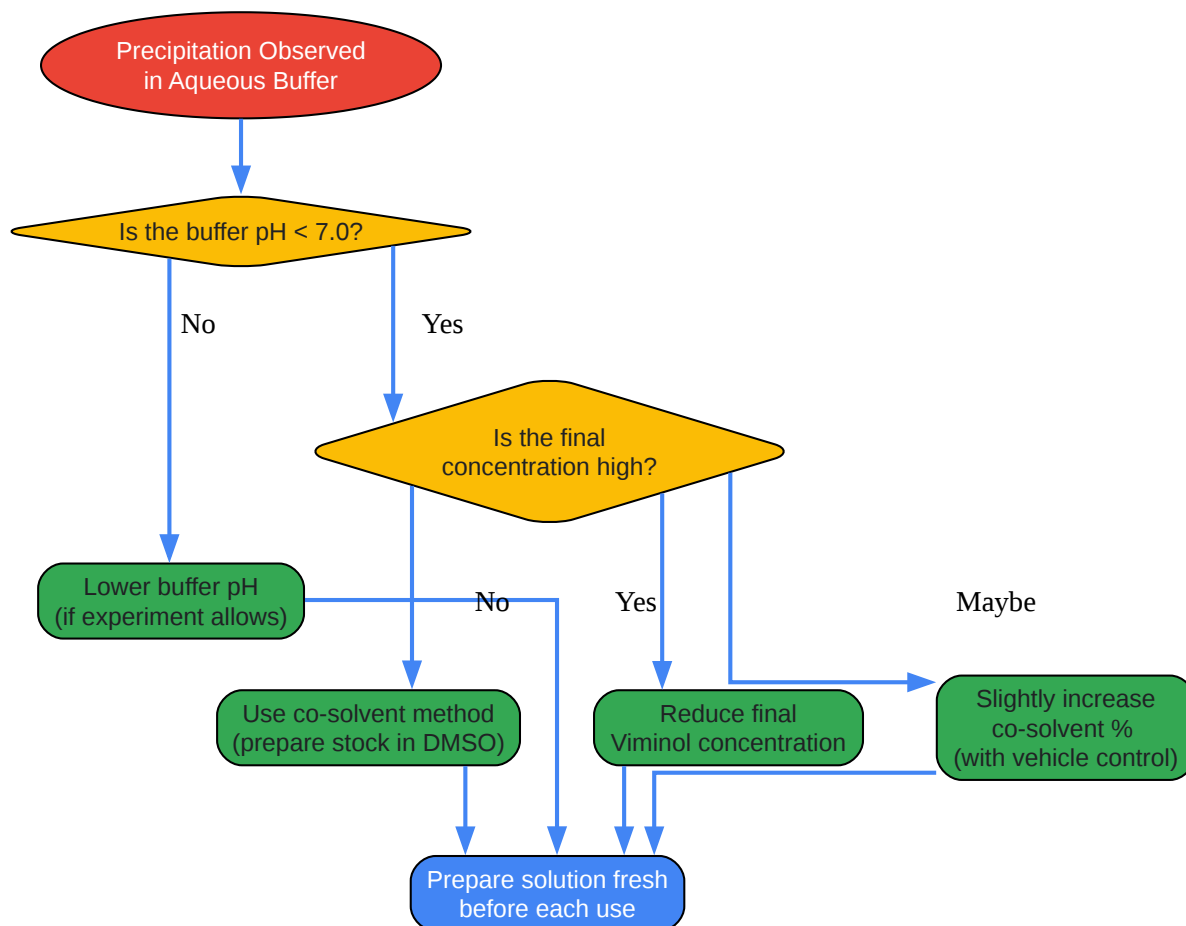 Precipitation Observed
in Aqueous Buffer
Is the buffer pH < 7.0?
No
Yes
Is the final
concentration high?
Lower buffer pH
(if experiment allows)
No
Yes
Maybe
Use co-solvent method
(prepare stock in DMSO)
Reduce final
Viminol concentration
Slightly increase
co-solvent %
(with vehicle control)
Prepare solution fresh
before each use